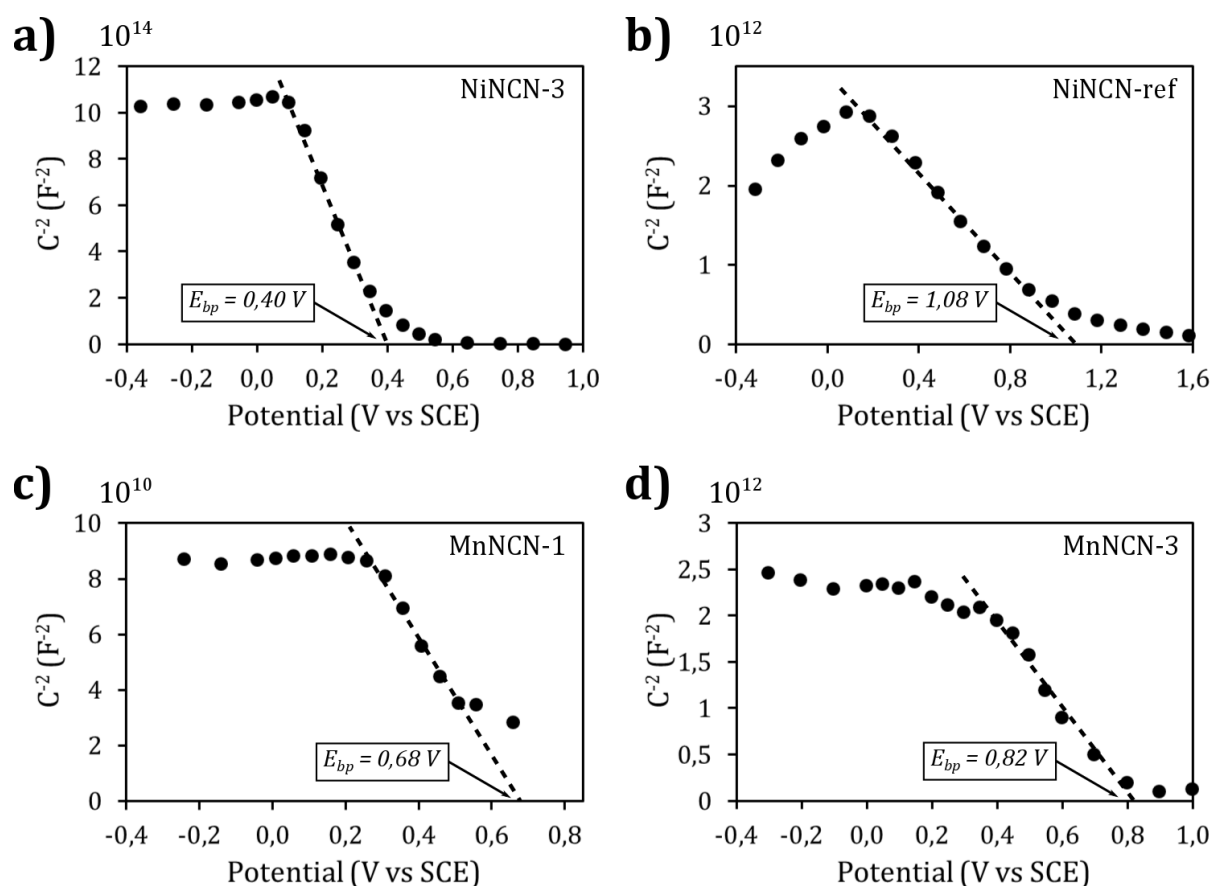 a)
10¹⁴
NiNCN-3
12
10
8
6
4
2
0
C⁻² (F⁻²)
E_bp = 0,40 V
-0,4 -0,2 0,0 0,2 0,4 0,6 0,8 1,0
Potential (V vs SCE)
b)
10¹²
NiNCN-ref
3
2
1
0
C⁻² (F⁻²)
E_bp = 1,08 V
-0,4 0,0 0,4 0,8 1,2 1,6
Potential (V vs SCE)
c)
10¹⁰
MnNCN-1
10
8
6
4
2
0
C⁻² (F⁻²)
E_bp = 0,68 V
-0,4 -0,2 0,0 0,2 0,4 0,6 0,8
Potential (V vs SCE)
d)
10¹²
MnNCN-3
3
2,5
2
1,5
1
0,5
0
C⁻² (F⁻²)
E_bp = 0,82 V
-0,4 -0,2 0,0 0,2 0,4 0,6 0,8 1,0
Potential (V vs SCE)